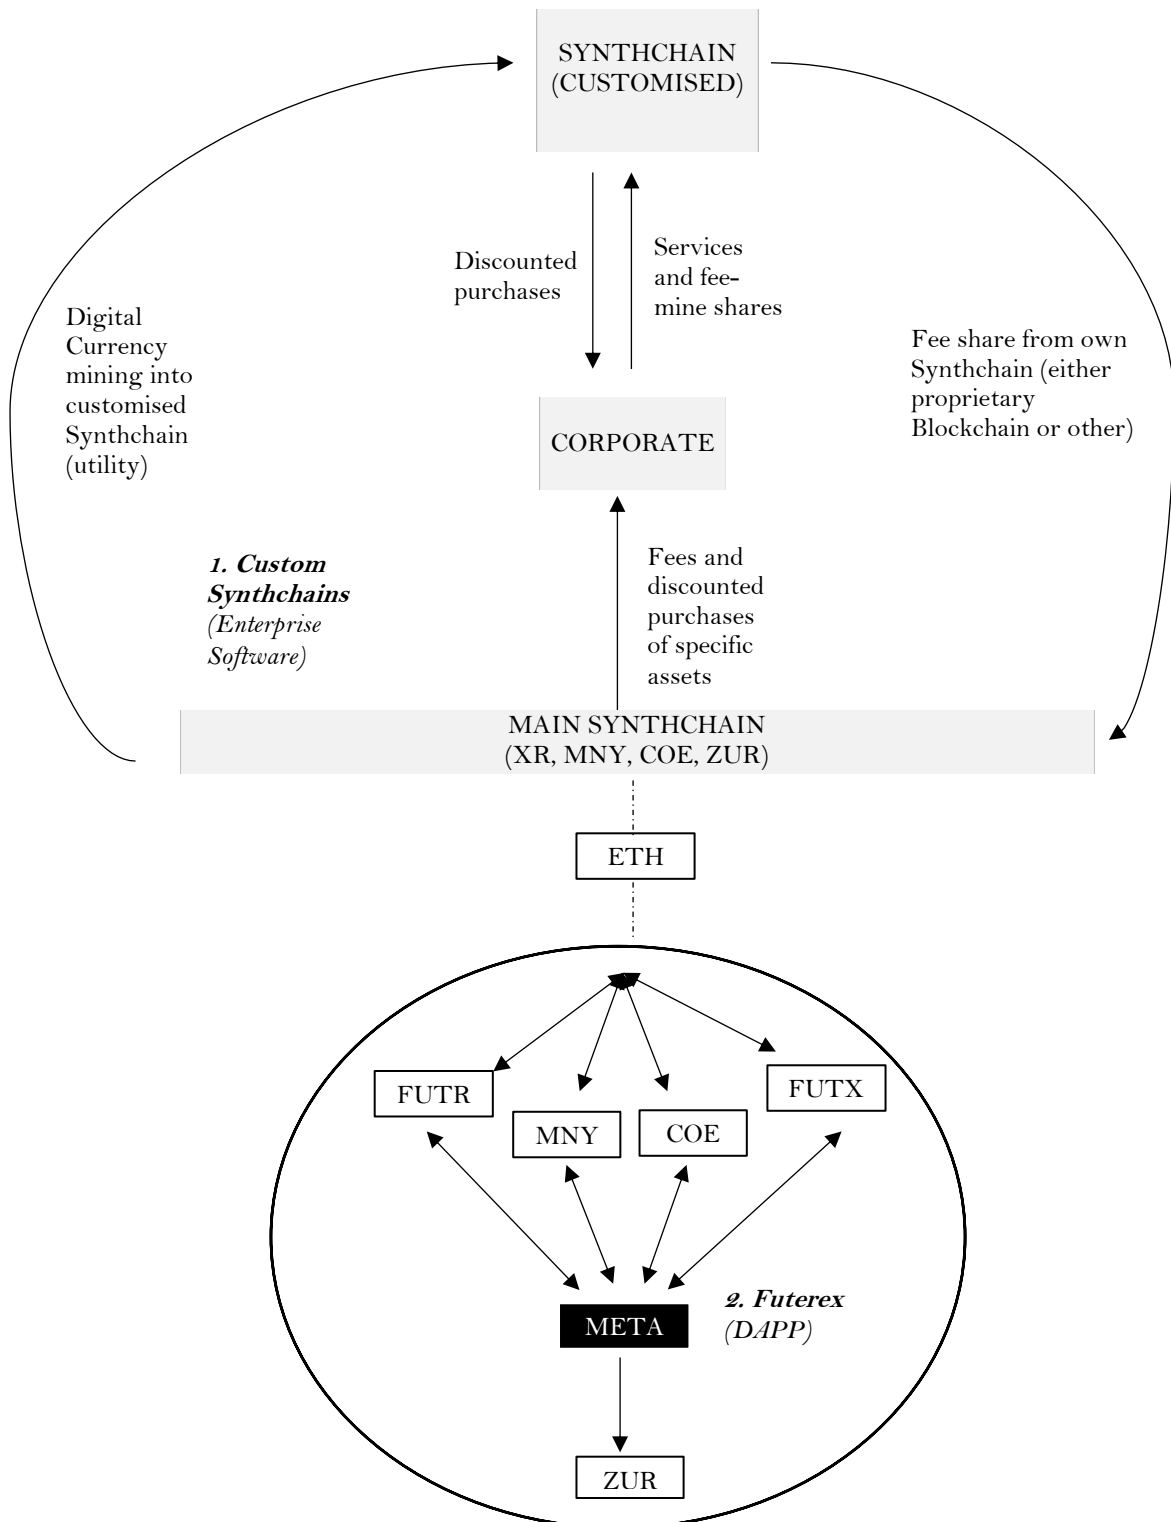 SYNTHCHAIN
(CUSTOMISED)
Discounted
purchases
Services
and fee-
mine shares
Digital
Currency
mining into
customised
Synthchain
(utility)
Fee share from own
Synthchain (either
proprietary
Blockchain or other)
CORPORATE
1. Custom
Synthchains
(Enterprise
Software)
Fees and
discounted
purchases
of specific
assets
MAIN SYNTHCHAIN
(XR, MNY, COE, ZUR)
ETH
FUTR
MNY
COE
FUTX
META
2. Futerex
(DAPP)
ZUR